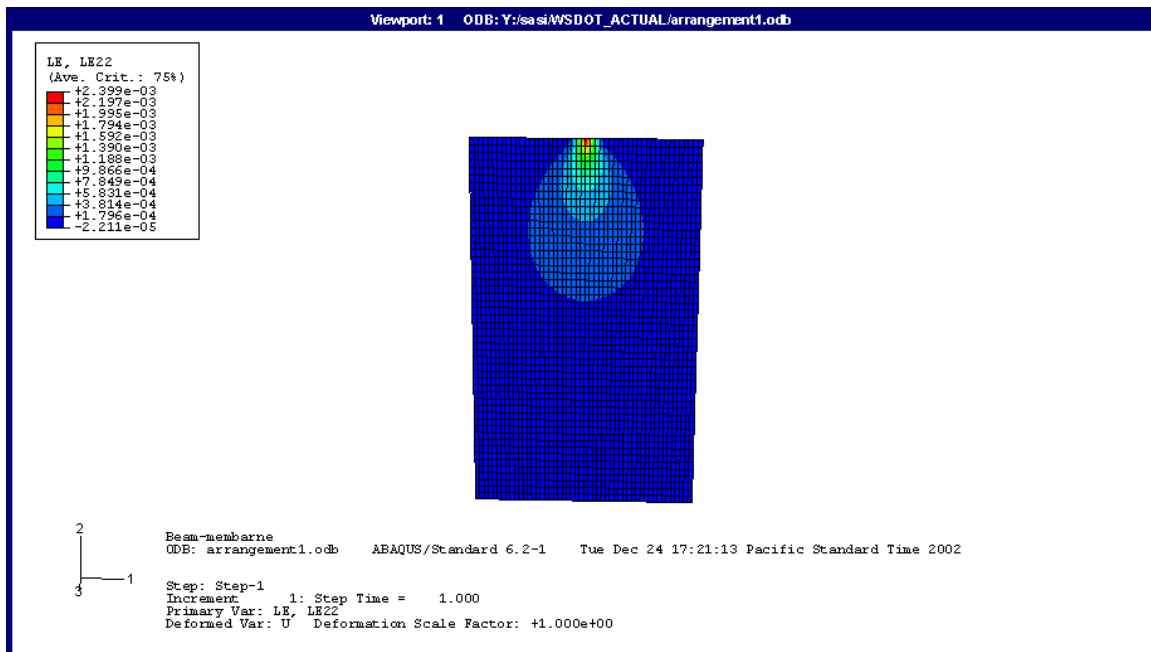 Viewport: 1 ODB: Y:/sasi/WSDOT_ACTUAL/arrangement1.odb
LE, LE22
(Ave. Crit.: 75%)
+2.399e-03
+2.197e-03
+1.995e-03
+1.794e-03
+1.592e-03
+1.390e-03
+1.188e-03
+9.866e-04
+7.849e-04
+5.831e-04
+3.814e-04
+1.796e-04
-2.211e-05
2
1
3
Beam-membarne
ODB: arrangement1.odb ABAQUS/Standard 6.2-1 Tue Dec 24 17:21:13 Pacific Standard Time 2002
Step: Step-1
Increment 1: Step Time = 1.000
Primary Var: LE, LE22
Deformed Var: U Deformation Scale Factor: +1.000e+00